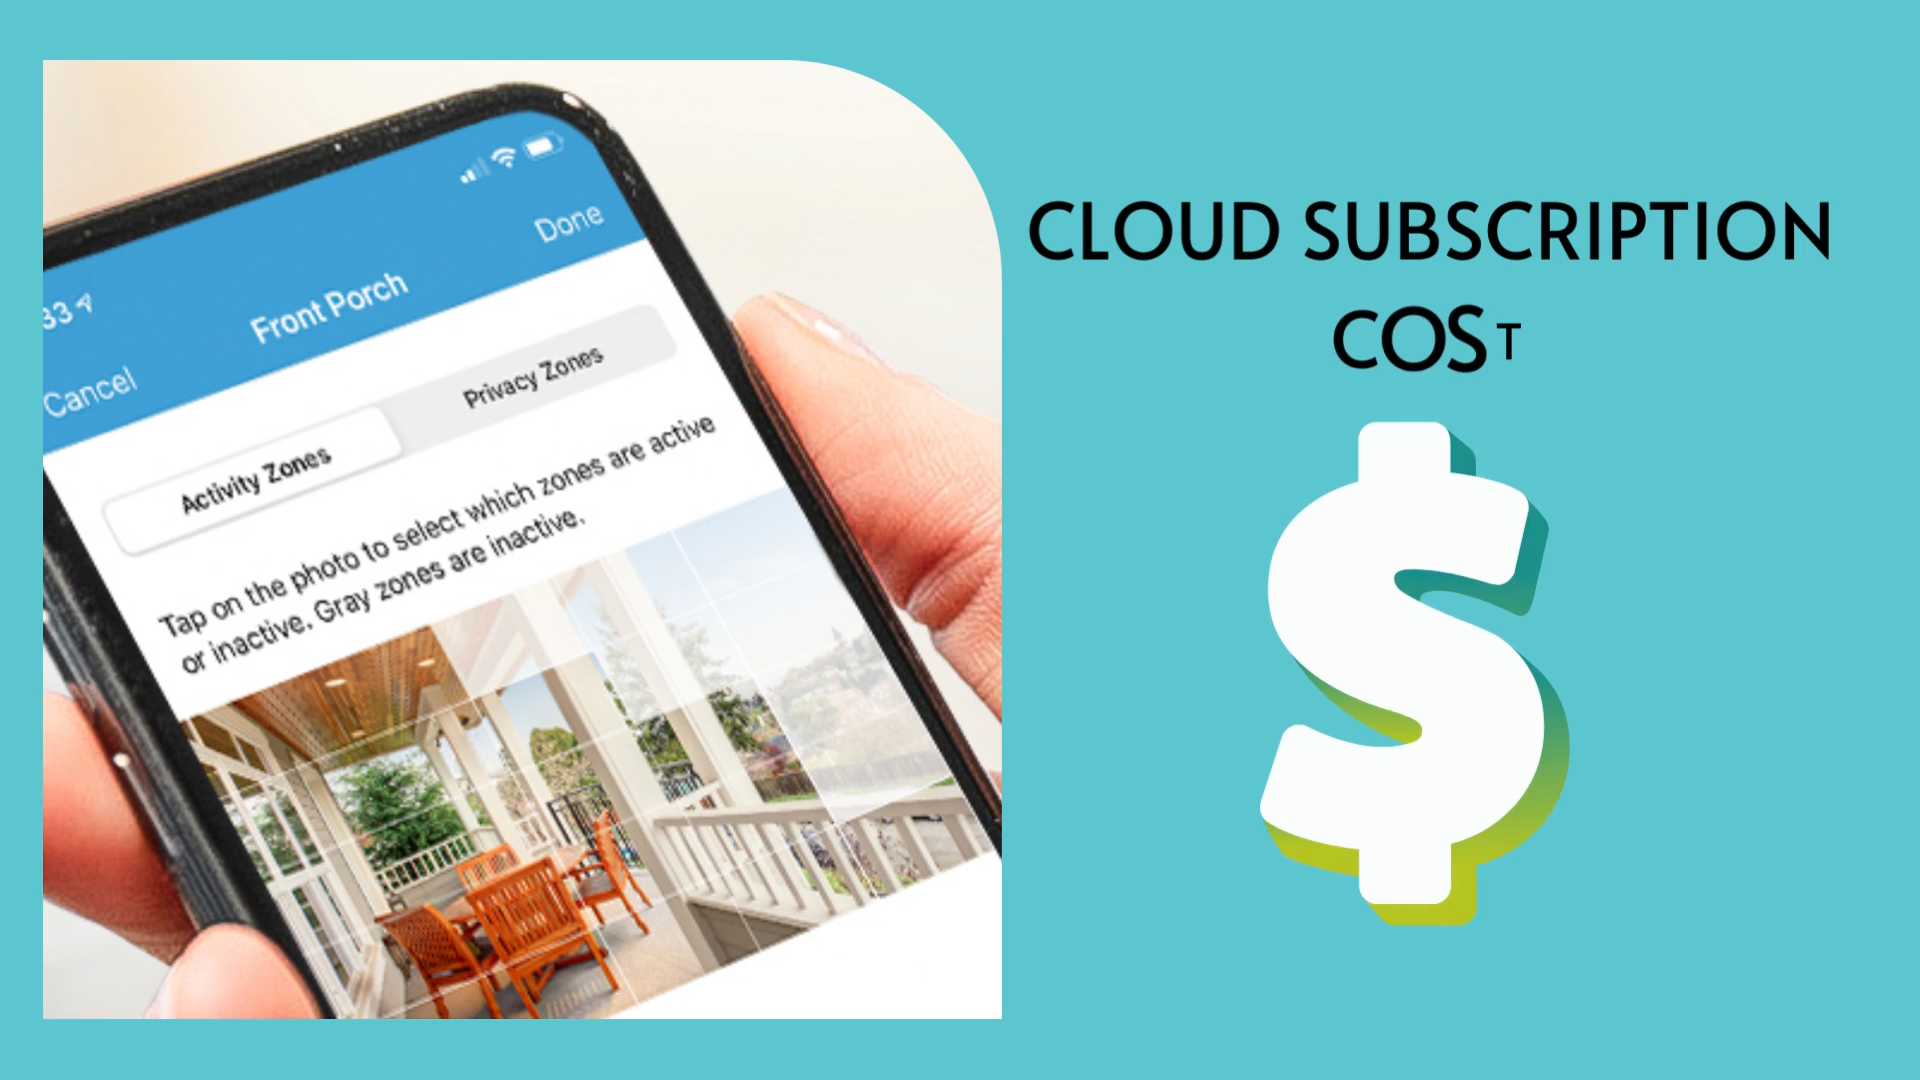 33
Done
Front Porch
Cancel
Privacy Zones
Activity Zones
Tap on the photo to select which zones are active
or inactive. Gray zones are inactive.
CLOUD SUBSCRIPTION
COST
$